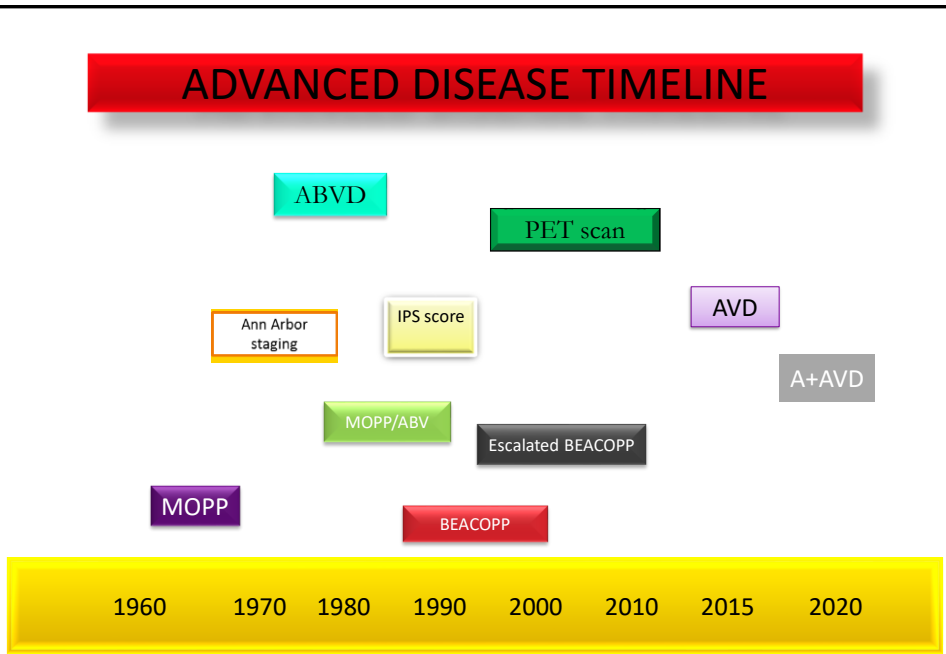 ADVANCED DISEASE TIMELINE
ABVD
PET scan
AVD
Ann Arbor
staging
IPS score
A+AVD
MOPP/ABV
Escalated BEACOPP
MOPP
BEACOPP
1960 1970 1980 1990 2000 2010 2015 2020